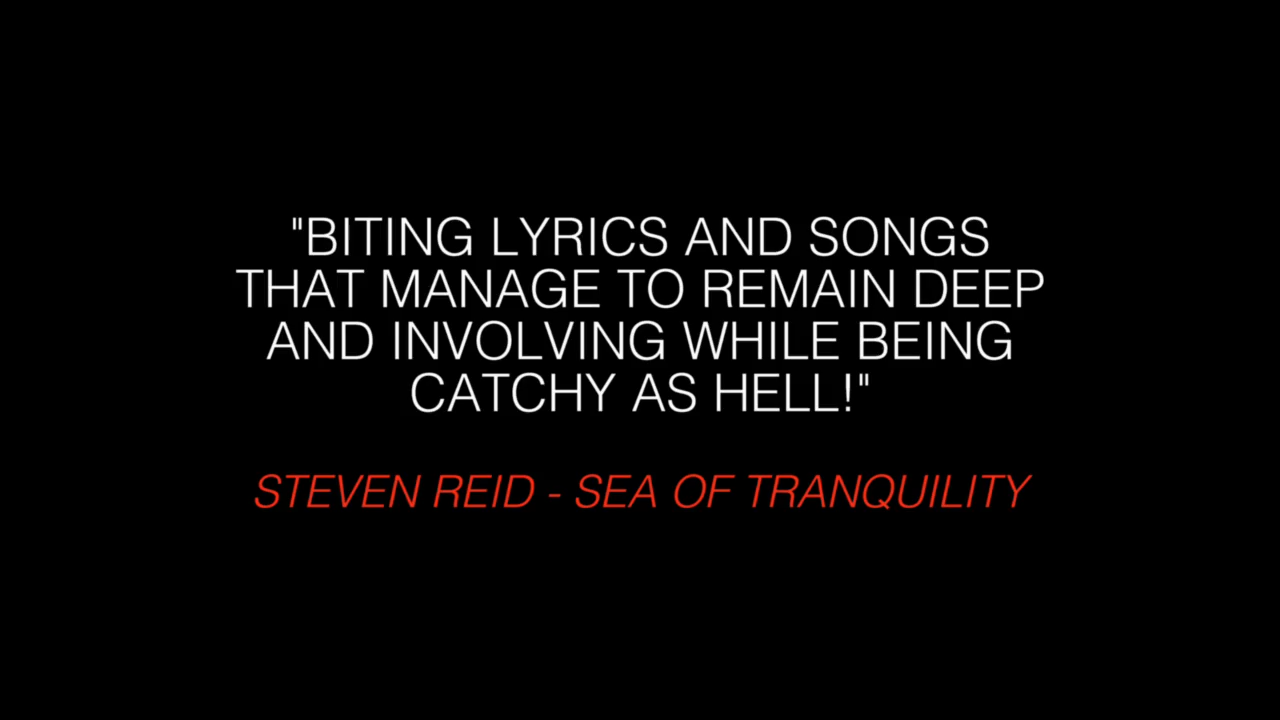 "BITING LYRICS AND SONGS
THAT MANAGE TO REMAIN DEEP
AND INVOLVING WHILE BEING
CATCHY AS HELL!"
STEVEN REID - SEA OF TRANQUILITY